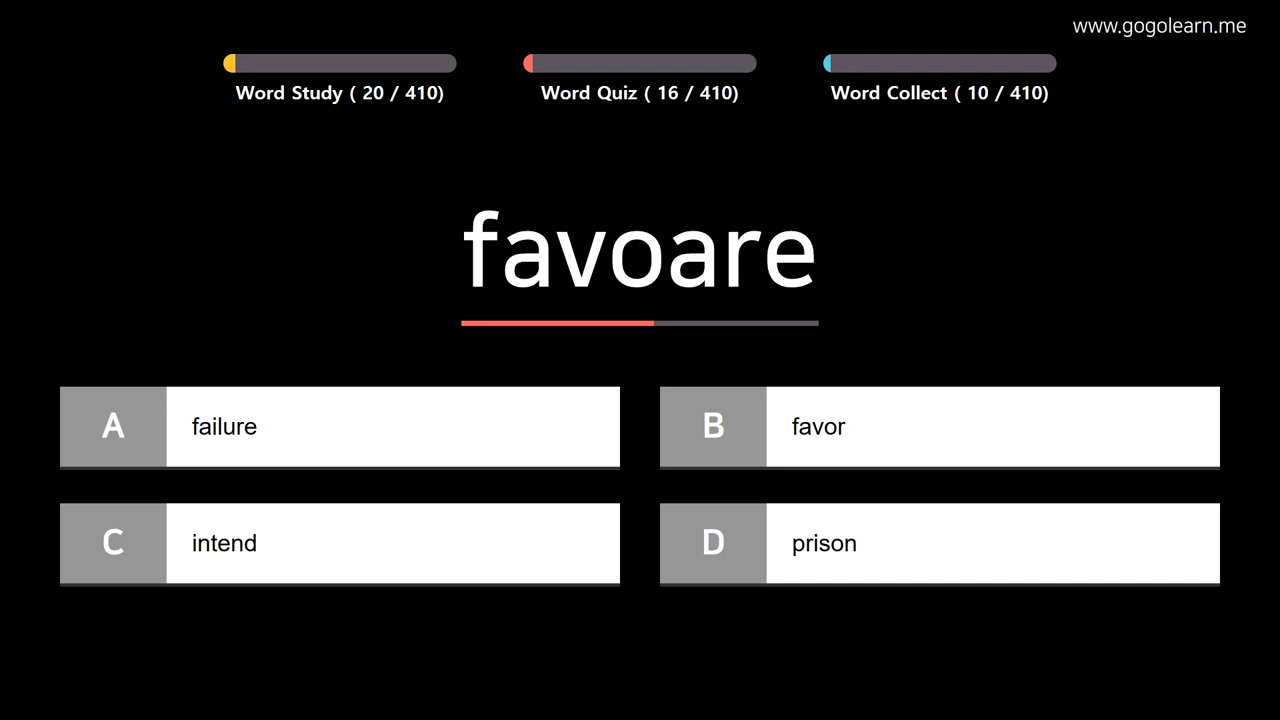 www.gogolearn.me
Word Study ( 20 / 410)
Word Quiz ( 16 / 410)
Word Collect ( 10 / 410)
favoare
A failure
B favor
C intend
D prison